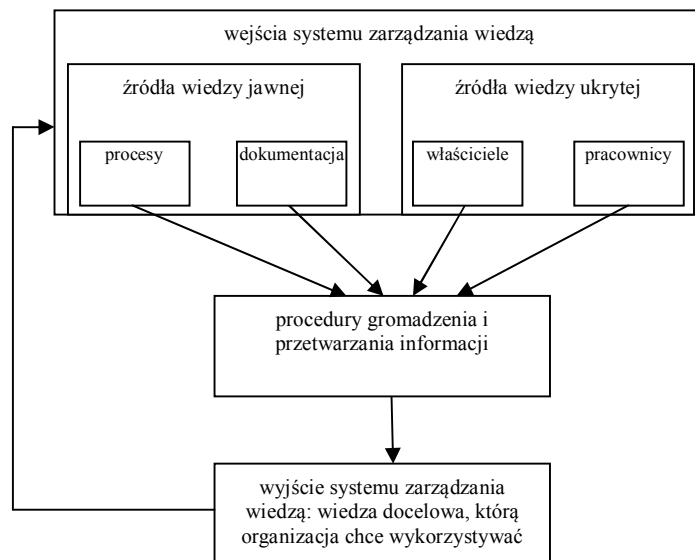 wejścia systemu zarządzania wiedzą
źródła wiedzy jawnej
źródła wiedzy ukrytej
procesy
dokumentacja
właściciele
pracownicy
procedury gromadzenia i
przetwarzania informacji
wyjście systemu zarządzania
wiedzą: wiedza docelowa, którą
organizacja chce wykorzystywać